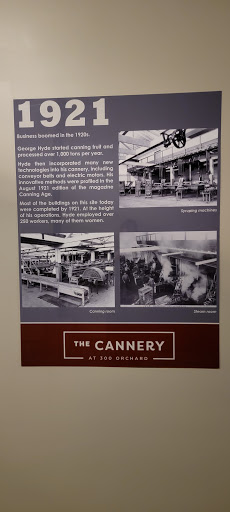 1921
Business boomed in the 1920s.
George Hyde started canning fruit and
processed over 1,000 tons per year.
Hyde then incorporated many new
technologies into his cannery, including
conveyor belts and electric motors. His
innovative methods were profiled in the
August 1921 edition of the magazine
Canning Age.
Most of the buildings on this site today
were completed by 1921. At the height
of his operations, Hyde employed over
250 workers, many of them women.
Syruping machines
Canning room
Steam room
THE CANNERY
AT 300 ORCHARD